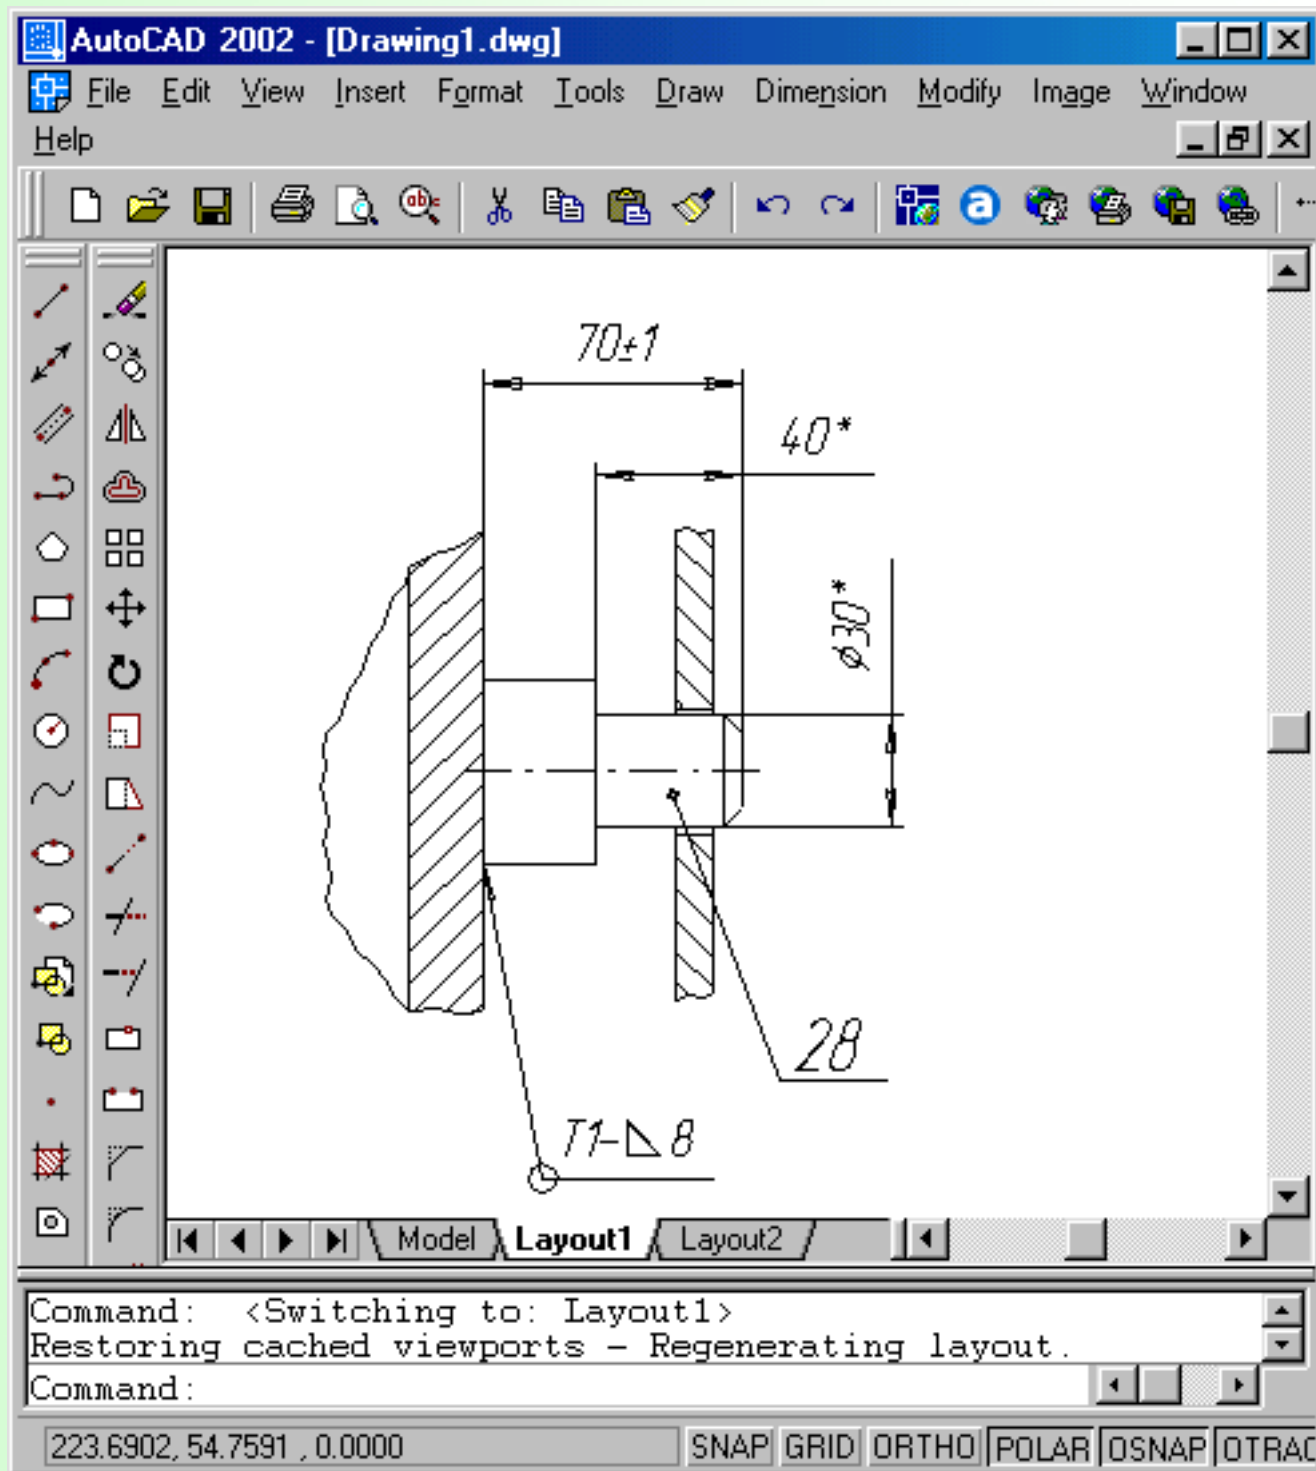 AutoCAD 2002 - [Drawing1.dwg]
File Edit View Insert Format Tools Draw Dimension Modify Image Window
Help
70±1
40*
ø30*
28
T1-⊿ 8
Model Layout1 Layout2
Command: <Switching to: Layout1>
Restoring cached viewports - Regenerating layout.
Command:
223.6902, 54.7591 , 0.0000 SNAP GRID ORTHO POLAR OSNAP OTRAC